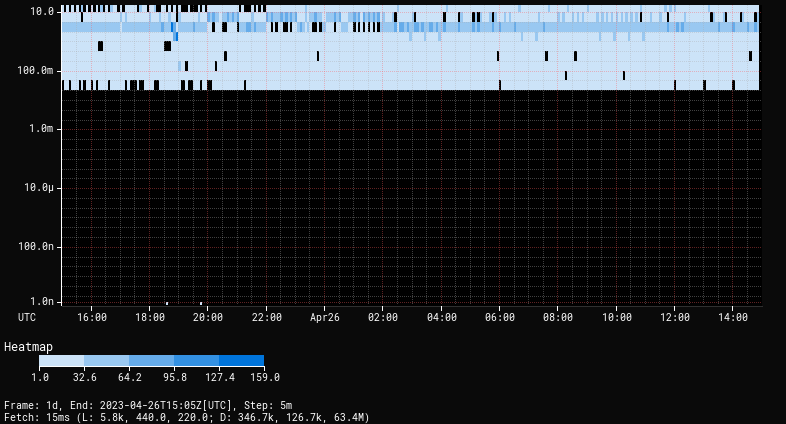 10.0
100.0m
1.0m
10.0µ
100.0n
1.0n
UTC 16:00 18:00 20:00 22:00 Apr26 02:00 04:00 06:00 08:00 10:00 12:00 14:00
Heatmap
1.0 32.6 64.2 95.8 127.4 159.0
Frame: 1d, End: 2023-04-26T15:05Z[UTC], Step: 5m
Fetch: 15ms (L: 5.8k, 440.0, 220.0; D: 346.7k, 126.7k, 63.4M)